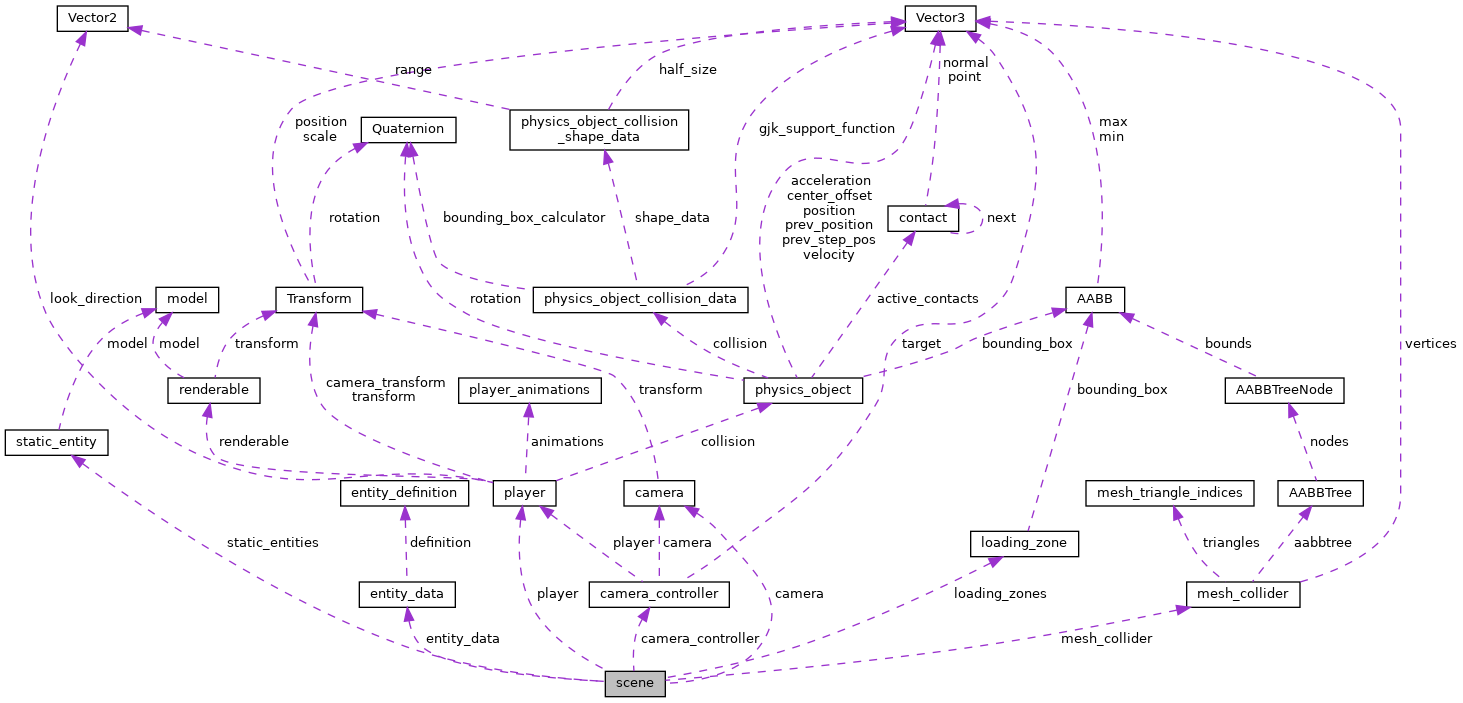 Vector2
Vector3
range
half_size
normal
point
physics_object_collision
_shape_data
position
scale
Quaternion
gjk_support_function
max
min
acceleration
center_offset
position
prev_position
prev_step_pos
velocity
rotation
bounding_box_calculator
shape_data
contact
next
look_direction
model
Transform
rotation
physics_object_collision_data
active_contacts
AABB
model
model
transform
collision
target
bounding_box
bounds
vertices
renderable
camera_transform
transform
player_animations
transform
physics_object
bounding_box
AABBTreeNode
static_entity
renderable
animations
collision
nodes
entity_definition
player
camera
mesh_triangle_indices
AABBTree
static_entities
definition
player
camera
loading_zone
triangles
aabbtree
entity_data
player
camera_controller
camera
loading_zones
mesh_collider
entity_data
camera_controller
mesh_collider
scene